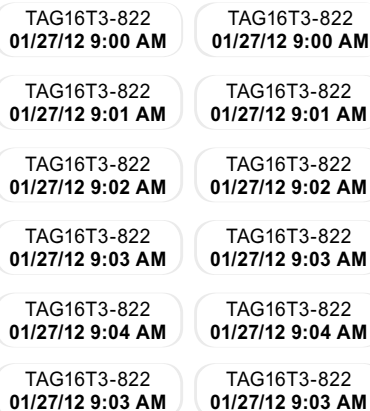 TAG16T3-822 TAG16T3-822
01/27/12 9:00 AM 01/27/12 9:00 AM
TAG16T3-822 TAG16T3-822
01/27/12 9:01 AM 01/27/12 9:01 AM
TAG16T3-822 TAG16T3-822
01/27/12 9:02 AM 01/27/12 9:02 AM
TAG16T3-822 TAG16T3-822
01/27/12 9:03 AM 01/27/12 9:03 AM
TAG16T3-822 TAG16T3-822
01/27/12 9:04 AM 01/27/12 9:04 AM
TAG16T3-822 TAG16T3-822
01/27/12 9:03 AM 01/27/12 9:03 AM